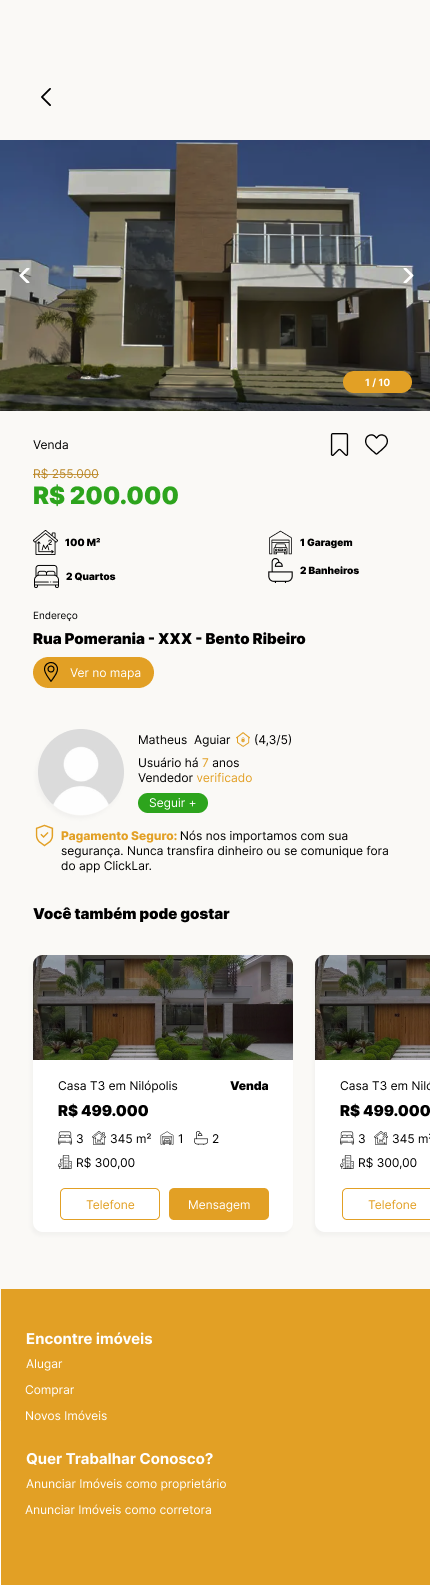 1 / 10
Venda
R$ 255.000
R$ 200.000
100 M²
1 Garagem
2 Quartos
2 Banheiros
Endereço
Rua Pomerania - XXX - Bento Ribeiro
Ver no mapa
Matheus Aguiar (4,3/5)
Usuário há 7 anos
Vendedor verificado
Seguir +
Pagamento Seguro: Nós nos importamos com sua
segurança. Nunca transfira dinheiro ou se comunique fora
do app ClickLar.
Você também pode gostar
Casa T3 em Nilópolis
Venda
R$ 499.000
3 345 m² 1 2
R$ 300,00
Telefone
Mensagem
Casa T3 em Niló
R$ 499.000
3 345 m²
R$ 300,00
Telefone
Encontre imóveis
Alugar
Comprar
Novos Imóveis
Quer Trabalhar Conosco?
Anunciar Imóveis como proprietário
Anunciar Imóveis como corretora